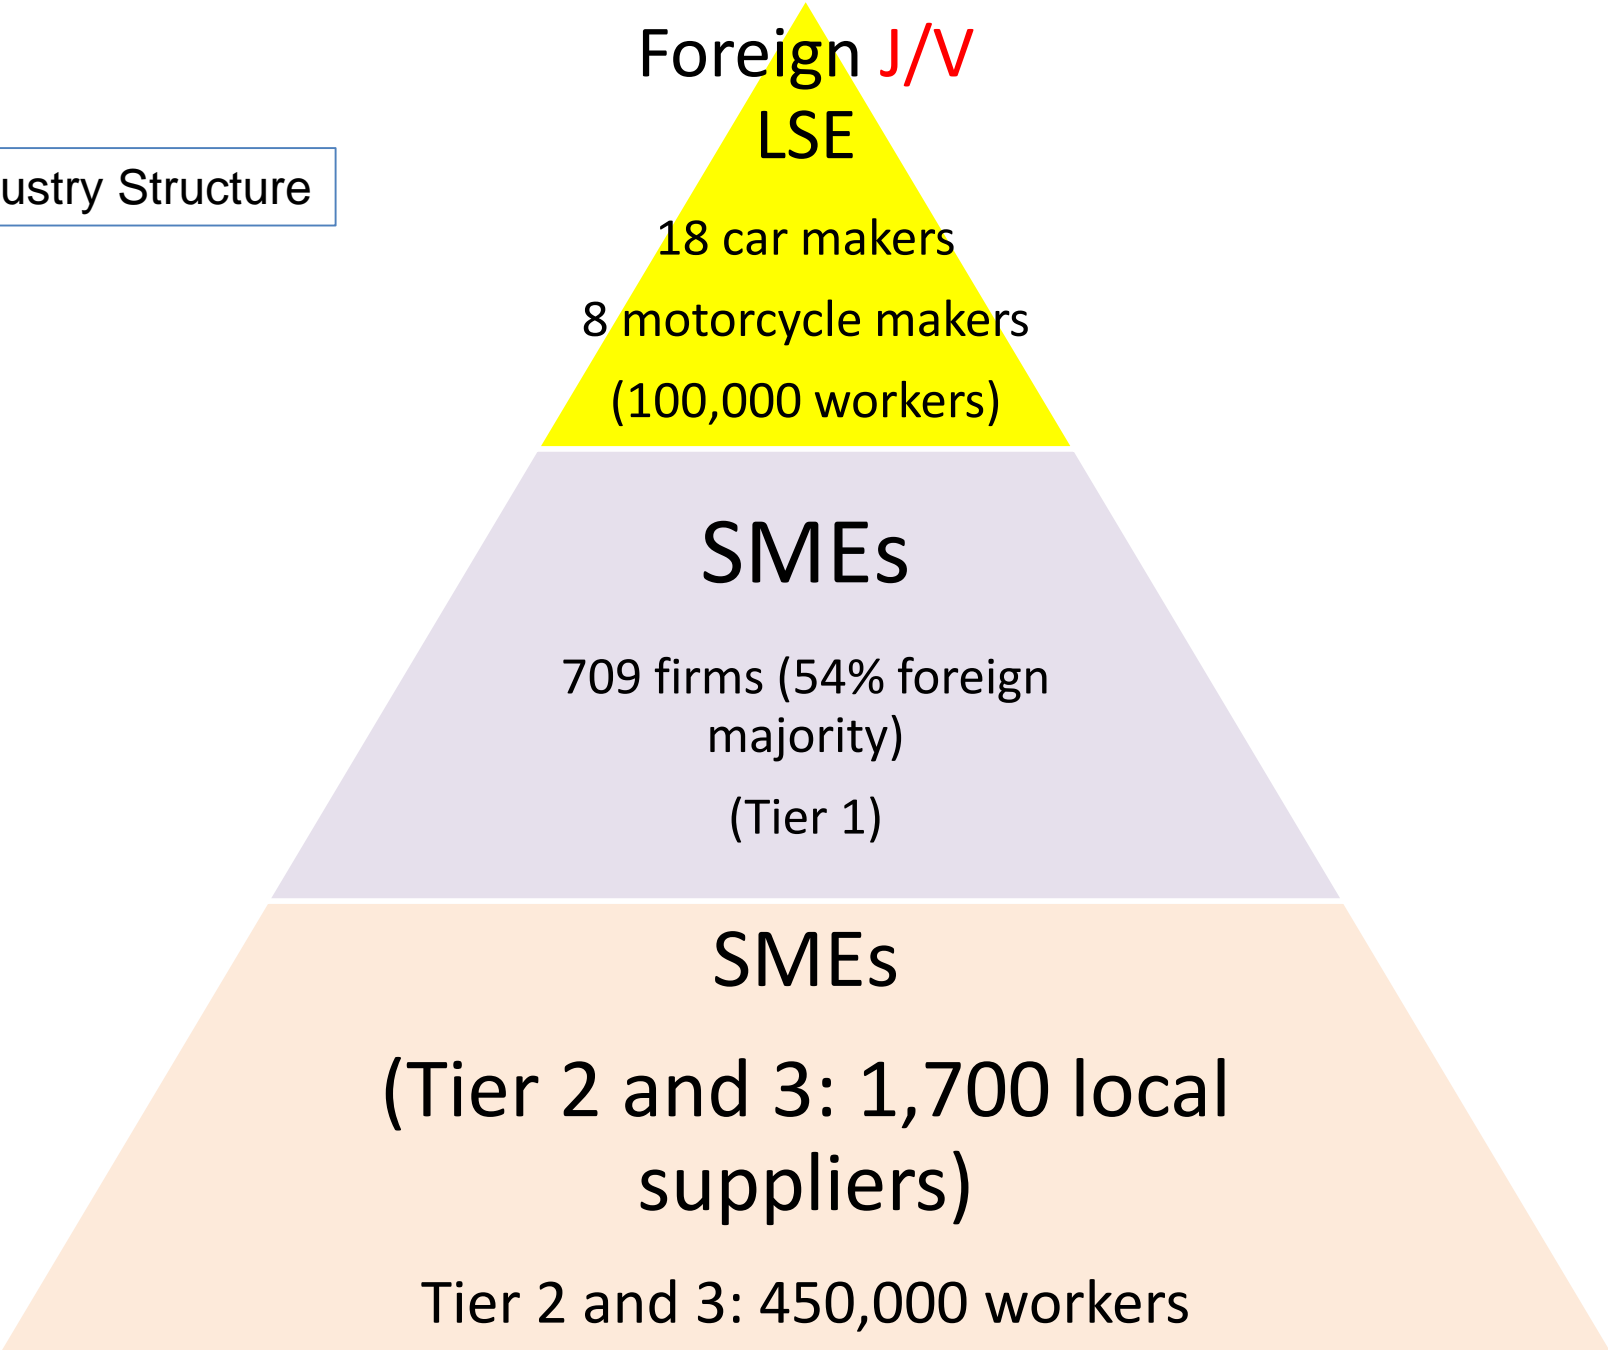 Foreign J/V
LSE
ustry Structure
18 car makers
8 motorcycle makers
(100,000 workers)
SMEs
709 firms (54% foreign
majority)
(Tier 1)
SMEs
(Tier 2 and 3: 1,700 local
suppliers)
Tier 2 and 3: 450,000 workers